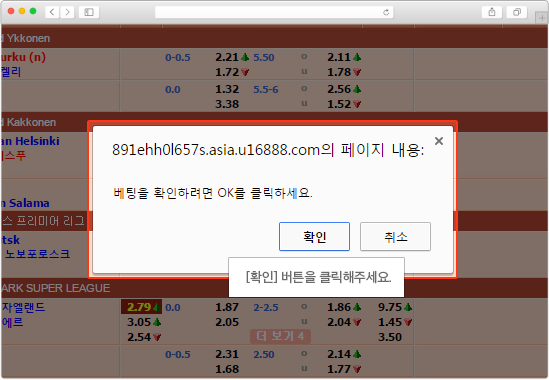 d Ykkonen
urku (n)
켈리
0-0.5 2.21 5.50 o 2.11
1.72 u 1.78
0.0 1.32 5.5-6 o 2.56
3.38 u 1.52
d Kakkonen
an Helsinki
스푸
n Salama
스 프리미어 리그
tsk
노보포로스크
891ehh0l657s.asia.u16888.com의 페이지 내용:
베팅을 확인하려면 OK를 클릭하세요.
확인 취소
[확인] 버튼을 클릭해주세요.
ARK SUPER LEAGUE
자엘랜드 2.79 0.0 1.87 2-2.5 o 1.86 9.75
에르 3.05 2.05 u 2.04 1.45
2.54 더 보기 4 3.50
0-0.5 2.31 2.50 o 2.14
1.68 u 1.77